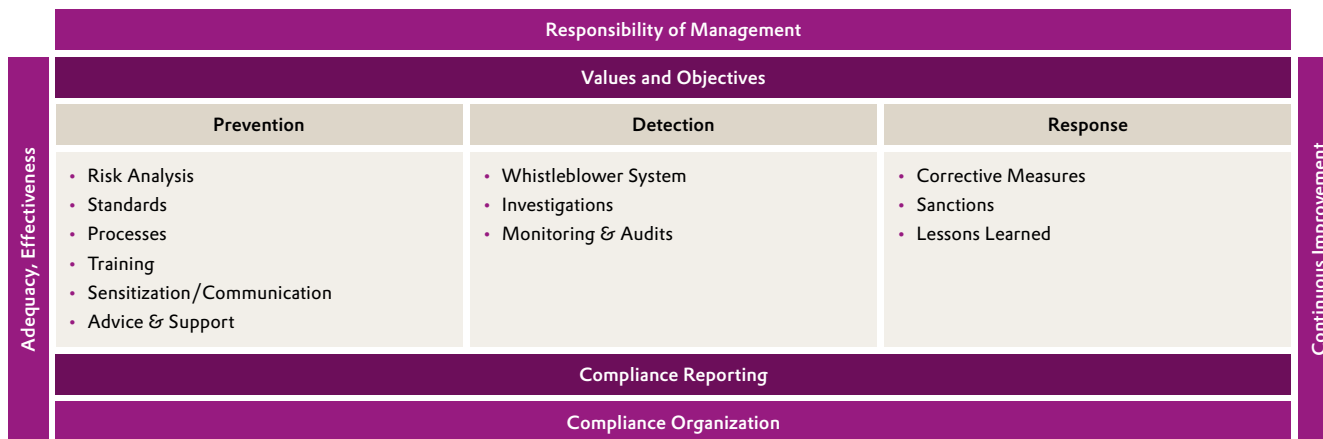 Responsibility of Management
Adequacy, Effectiveness
Values and Objectives
Prevention
• Risk Analysis
• Standards
• Processes
• Training
• Sensitization/Communication
• Advice & Support
Detection
• Whistleblower System
• Investigations
• Monitoring & Audits
Response
• Corrective Measures
• Sanctions
• Lessons Learned
Continuous Improvement
Compliance Reporting
Compliance Organization